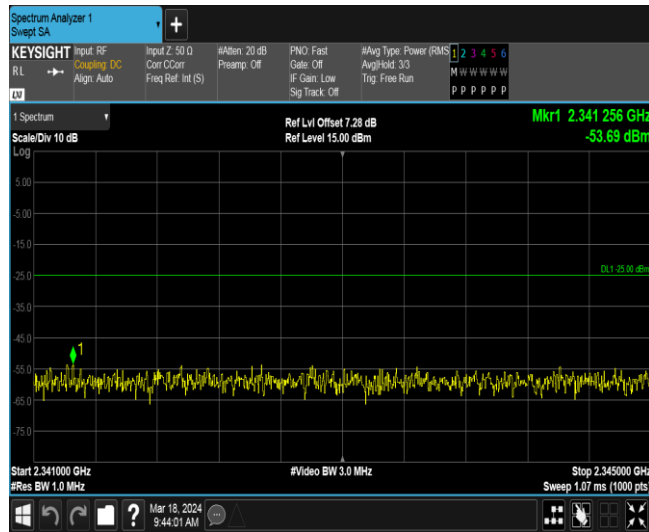 Spectrum Analyzer 1
Swept SA
KEYSIGHT
RL
LXI
Input: RF
Coupling: DC
Align: Auto
Input Z: 50 Ω
Corr CCorr
Freq Ref: Int (S)
#Atten: 20 dB
Preamp: Off
PNO: Fast
Gate: Off
IF Gain: Low
Sig Track: Off
#Avg Type: Power (RMS
Avg|Hold: 3/3
Trig: Free Run
1 2 3 4 5 6
M W W W W W
P P P P P P
1 Spectrum
Scale/Div 10 dB
Log
Ref Lvl Offset 7.28 dB
Ref Level 15.00 dBm
Mkr1 2.341 256 GHz
-53.69 dBm
5.00
-5.00
-15.0
-25.0
DL1 -25.00 dBm
-35.0
-45.0
1
-55.0
-65.0
-75.0
Start 2.341000 GHz
#Res BW 1.0 MHz
#Video BW 3.0 MHz
Stop 2.345000 GHz
Sweep 1.07 ms (1000 pts)
?
Mar 18, 2024
9:44:01 AM